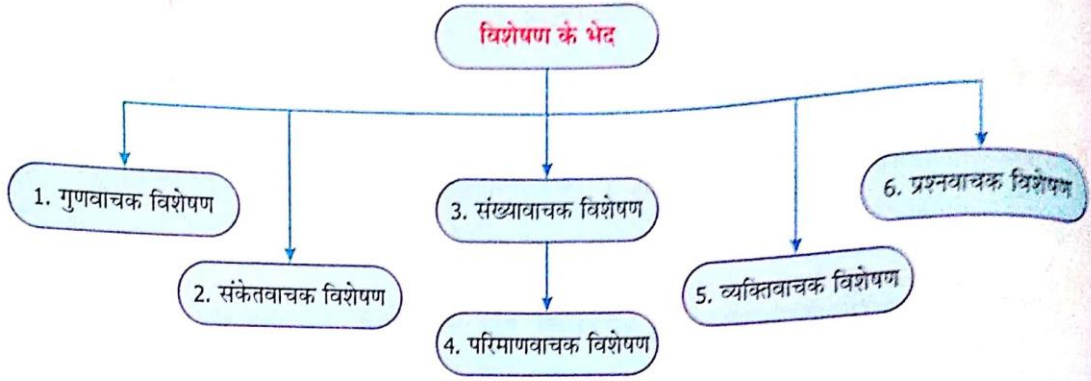 विशेषण के भेद
1. गुणवाचक विशेषण
2. संकेतवाचक विशेषण
3. संख्यावाचक विशेषण
4. परिमाणवाचक विशेषण
5. व्यक्तिवाचक विशेषण
6. प्रश्नवाचक विशेषण